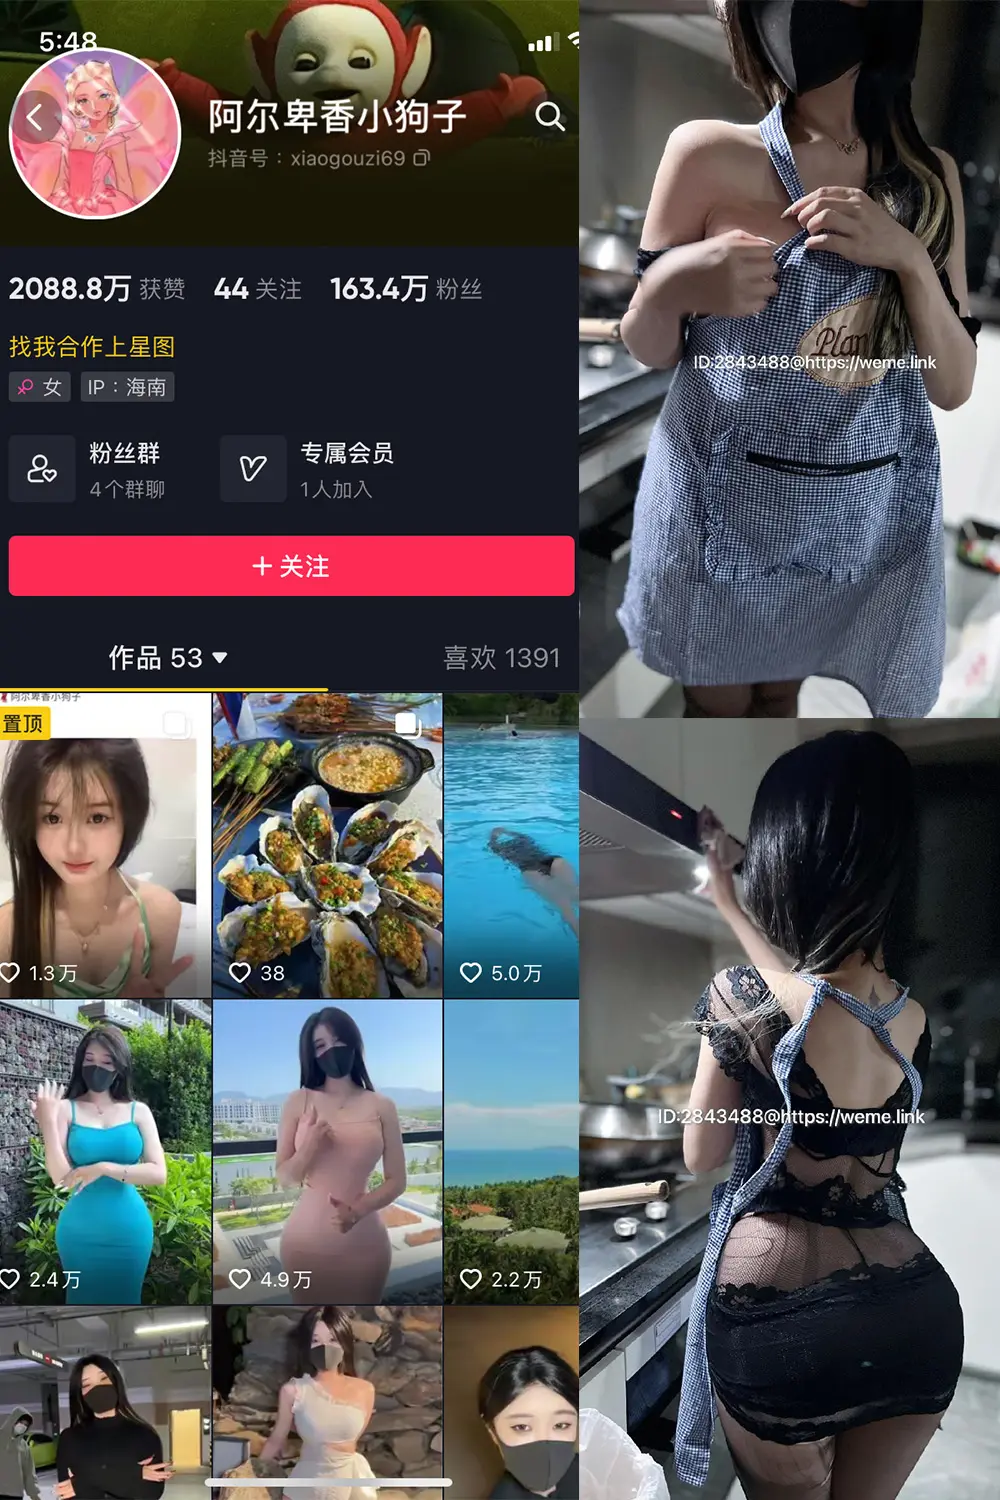 5:48
阿尔卑香小狗子
抖音号：xiaogouzi69
2088.8万 获赞 44 关注 163.4万 粉丝
找我合作上星图
女 IP：海南
粉丝群
4个群聊
专属会员
1人加入
+ 关注
作品 53 喜欢 1391
阿尔卑香小狗子
置顶
1.3万 38 5.0万
2.4万 4.9万 2.2万
Plan
ID:2843488@https://weme.link
ID:2843488@https://weme.link